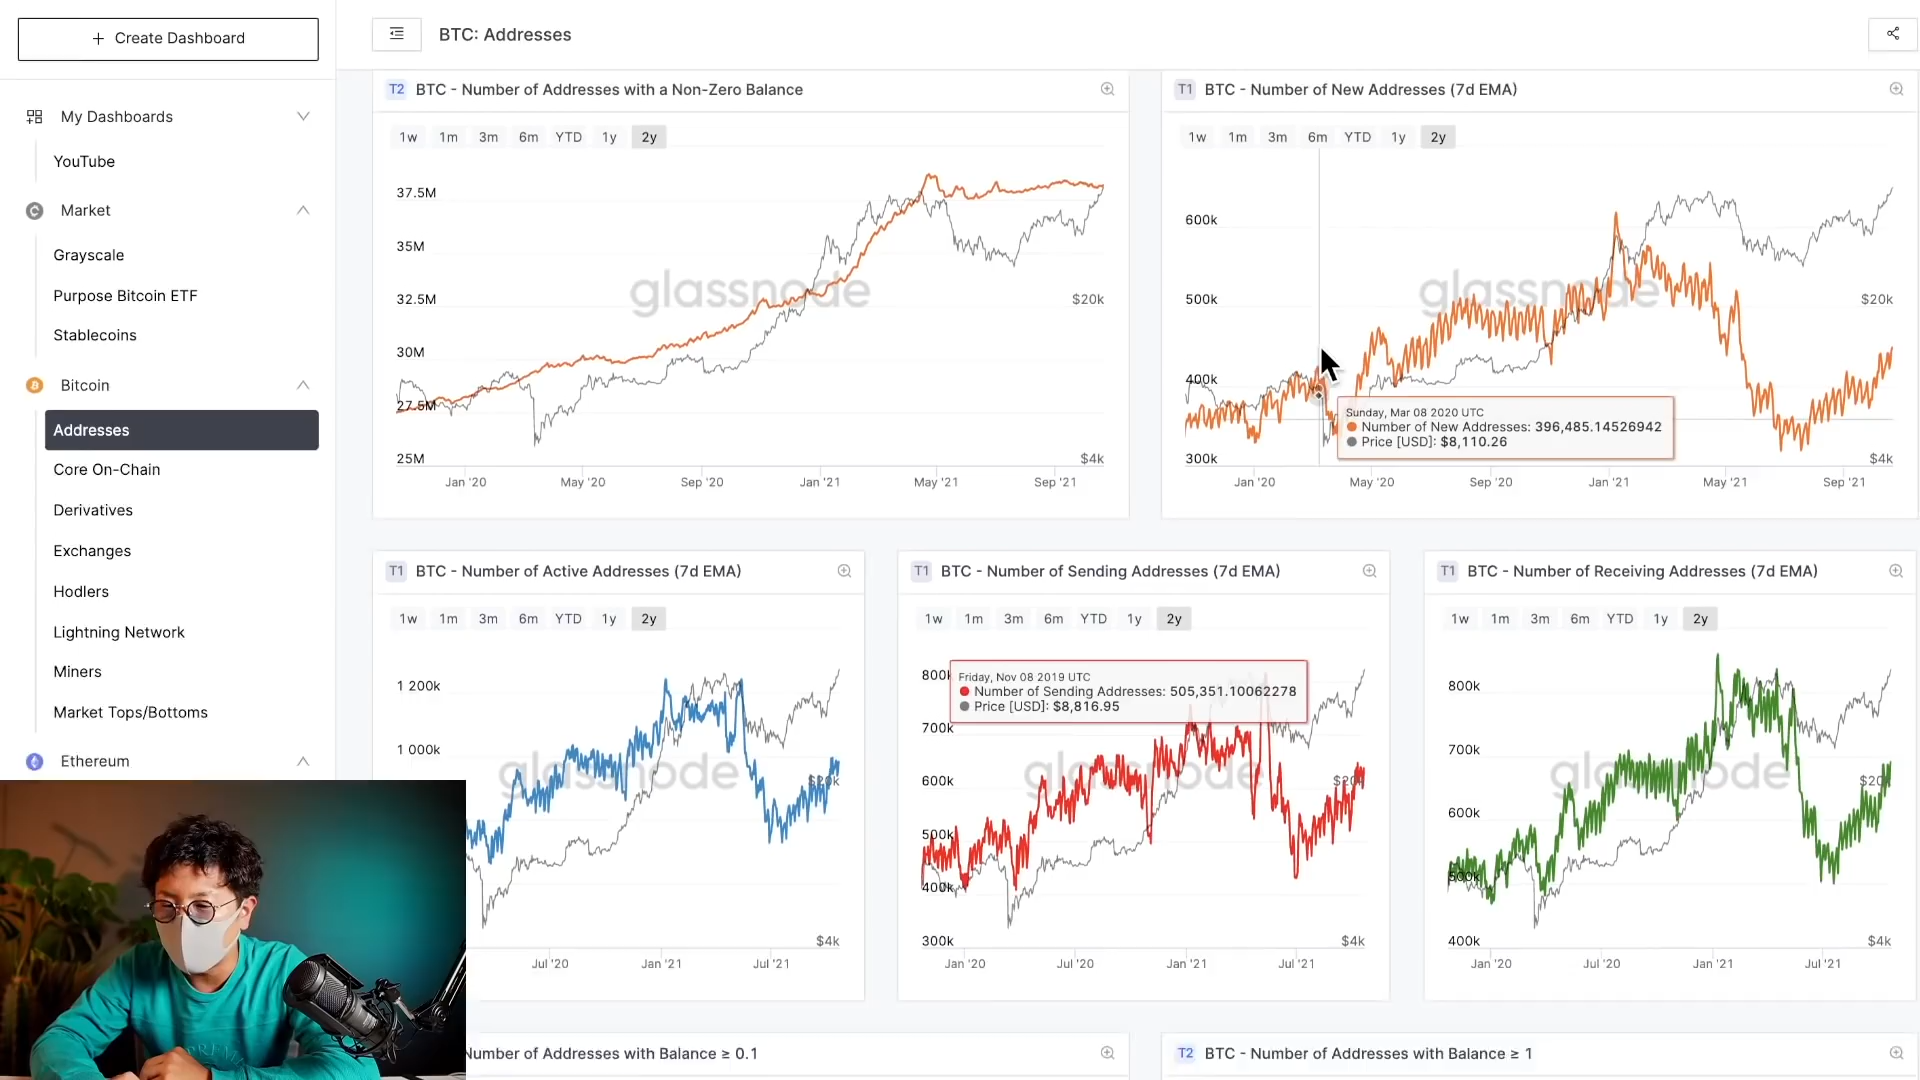 + Create Dashboard
My Dashboards
YouTube
Market
Grayscale
Purpose Bitcoin ETF
Stablecoins
Bitcoin
Addresses
Core On-Chain
Derivatives
Exchanges
Hodlers
Lightning Network
Miners
Market Tops/Bottoms
Ethereum
BTC: Addresses
T2 BTC - Number of Addresses with a Non-Zero Balance
1w 1m 3m 6m YTD 1y 2y
37.5M
35M
32.5M
30M
27.5M
25M
$20k
$4k
glassnode
Jan '20 May '20 Sep '20 Jan '21 May '21 Sep '21
T1 BTC - Number of New Addresses (7d EMA)
1w 1m 3m 6m YTD 1y 2y
600k
500k
400k
300k
$20k
$4k
glassnode
Sunday, Mar 08 2020 UTC
Number of New Addresses: 396,485.14526942
Price [USD]: $8,110.26
Jan '20 May '20 Sep '20 Jan '21 May '21 Sep '21
T1 BTC - Number of Active Addresses (7d EMA)
1w 1m 3m 6m YTD 1y 2y
1 200k
1 000k
$20k
$4k
glassnode
Jul '20 Jan '21 Jul '21
T1 BTC - Number of Sending Addresses (7d EMA)
1w 1m 3m 6m YTD 1y 2y
Friday, Nov 08 2019 UTC
Number of Sending Addresses: 505,351.10062278
Price [USD]: $8,816.95
800k
700k
600k
500k
400k
300k
$20k
$4k
glassnode
Jan '20 Jul '20 Jan '21 Jul '21
T1 BTC - Number of Receiving Addresses (7d EMA)
1w 1m 3m 6m YTD 1y 2y
800k
700k
600k
500k
400k
$20k
$4k
glassnode
Jan '20 Jul '20 Jan '21 Jul '21
Number of Addresses with Balance ≥ 0.1
T2 BTC - Number of Addresses with Balance ≥ 1